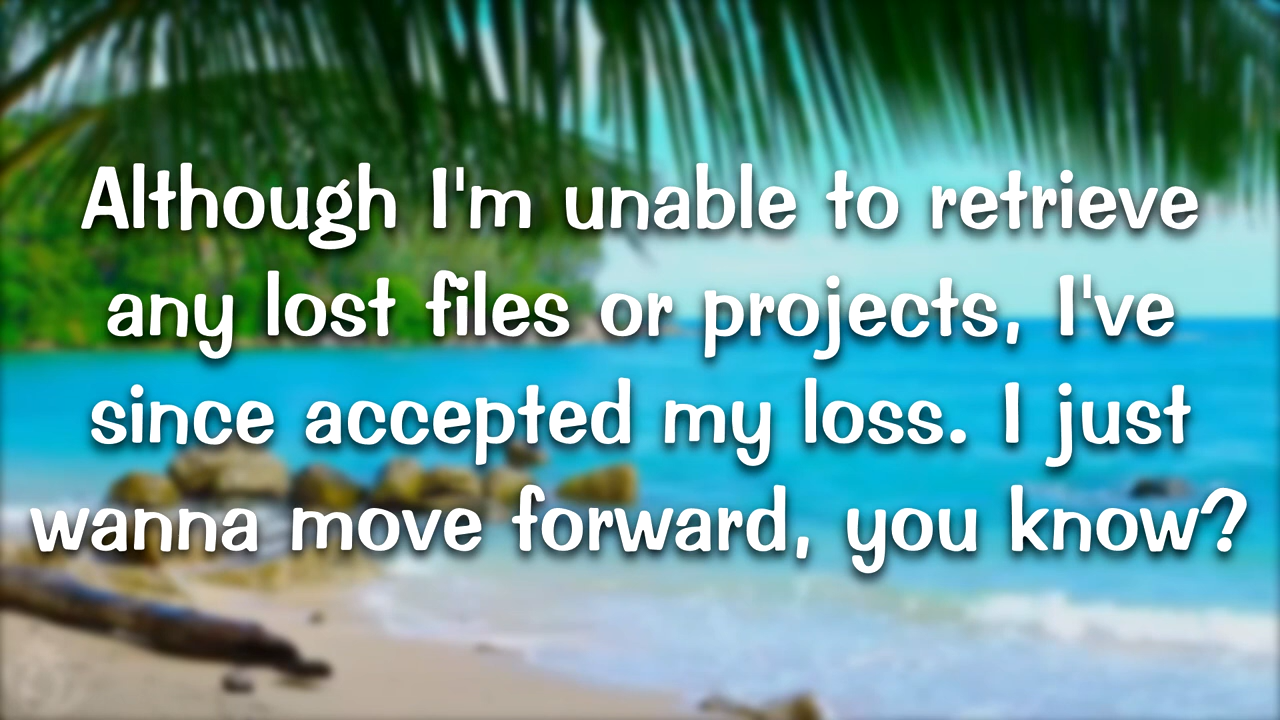 Although I'm unable to retrieve
any lost files or projects, I've
since accepted my loss. I just
wanna move forward, you know?